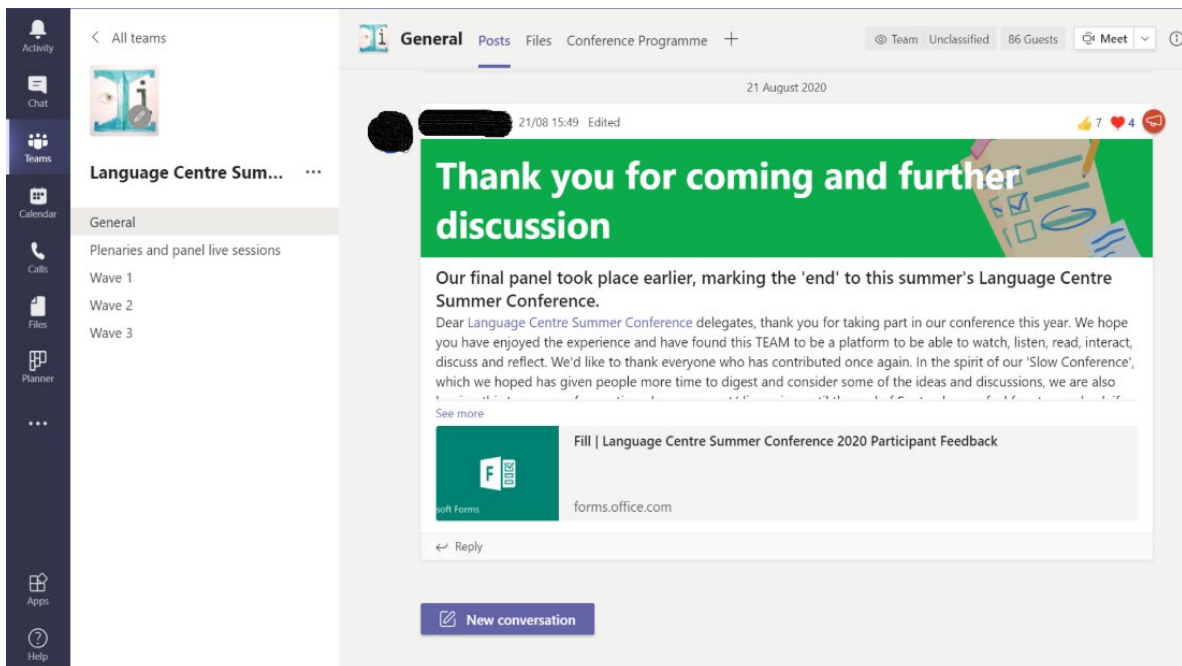 Activity
Chat
Teams
Calendar
Calls
Files
Planner
Apps
Help
All teams
i
Language Centre Sum...
General
Plenaries and panel live sessions
Wave 1
Wave 2
Wave 3
i
General Posts Files Conference Programme
Team Unclassified 86 Guests Meet
21 August 2020
21/08 15:49 Edited
7 4
Thank you for coming and further
discussion
Our final panel took place earlier, marking the 'end' to this summer's Language Centre
Summer Conference.
Dear Language Centre Summer Conference delegates, thank you for taking part in our conference this year. We hope
you have enjoyed the experience and have found this TEAM to be a platform to be able to watch, listen, read, interact,
discuss and reflect. We'd like to thank everyone who has contributed once again. In the spirit of our 'Slow Conference',
which we hoped has given people more time to digest and consider some of the ideas and discussions, we are also
See more
F
soft Forms
Fill | Language Centre Summer Conference 2020 Participant Feedback
forms.office.com
Reply
New conversation